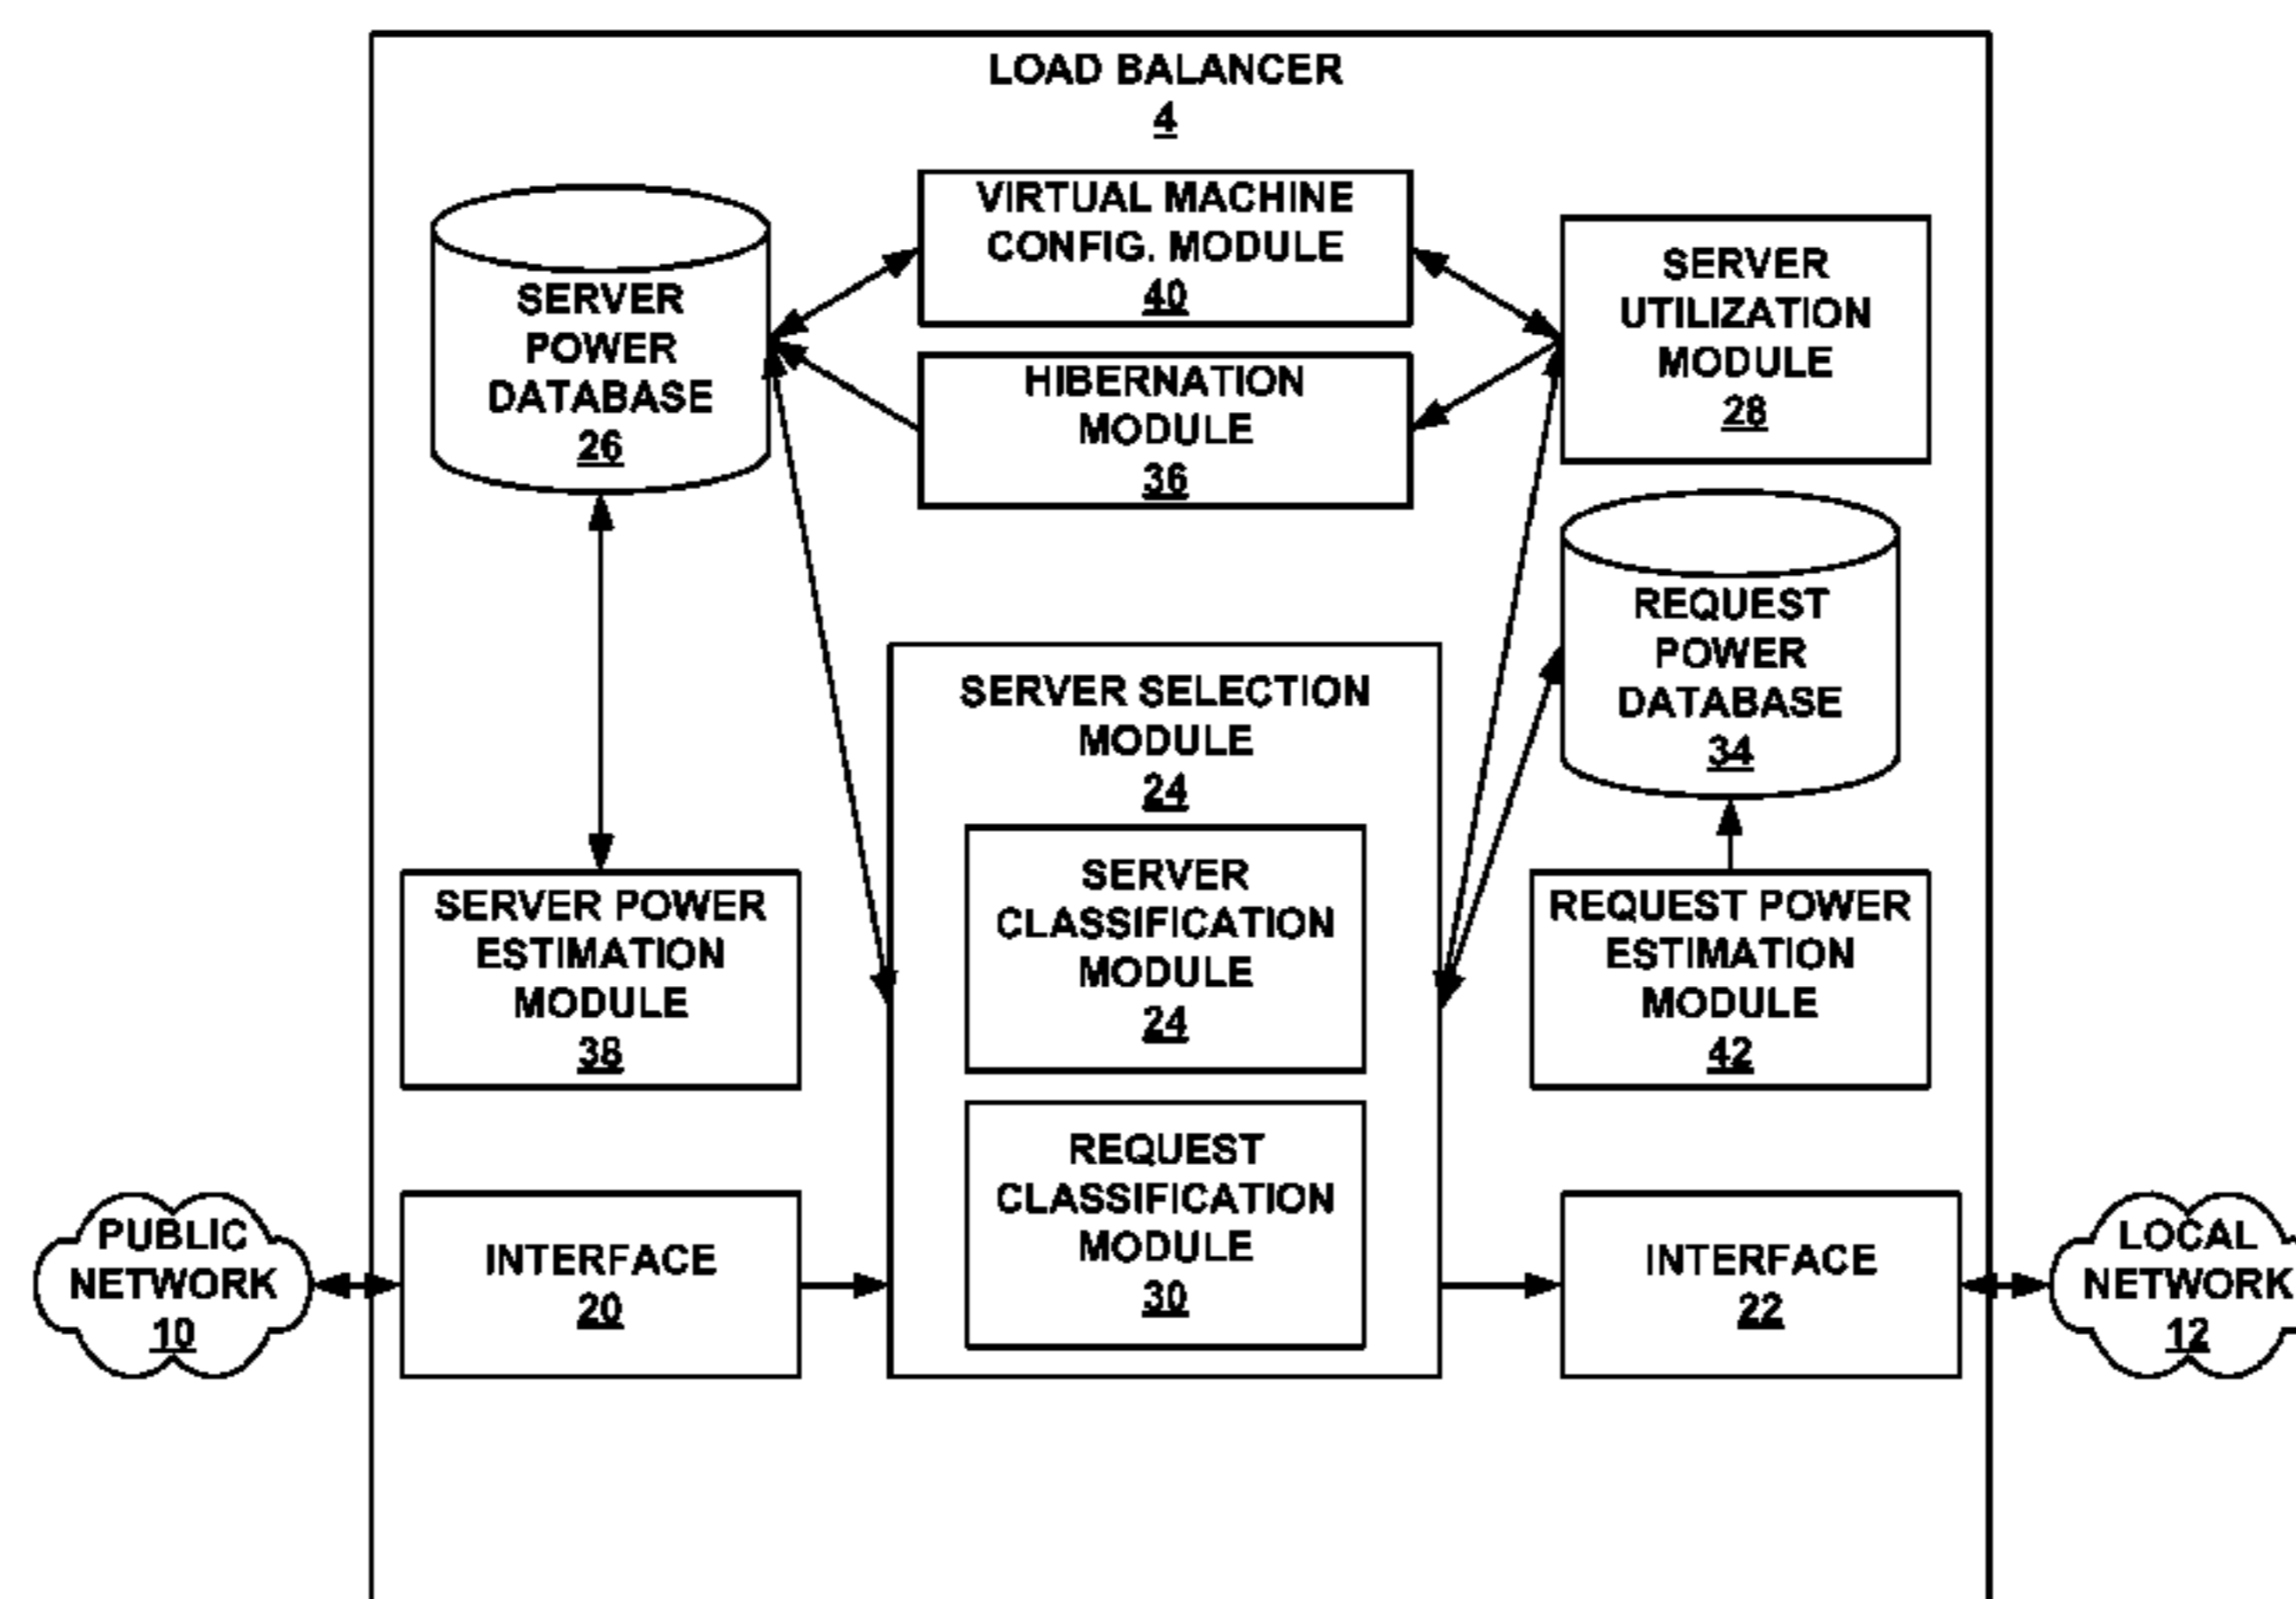 LOAD BALANCER
4
SERVER
POWER
DATABASE
26
VIRTUAL MACHINE
CONFIG. MODULE
40
HIBERNATION
MODULE
36
SERVER
UTILIZATION
MODULE
28
REQUEST
POWER
DATABASE
34
SERVER SELECTION
MODULE
24
SERVER
CLASSIFICATION
MODULE
24
REQUEST
CLASSIFICATION
MODULE
30
SERVER POWER
ESTIMATION
MODULE
38
REQUEST POWER
ESTIMATION
MODULE
42
PUBLIC
NETWORK
10
INTERFACE
20
INTERFACE
22
LOCAL
NETWORK
12